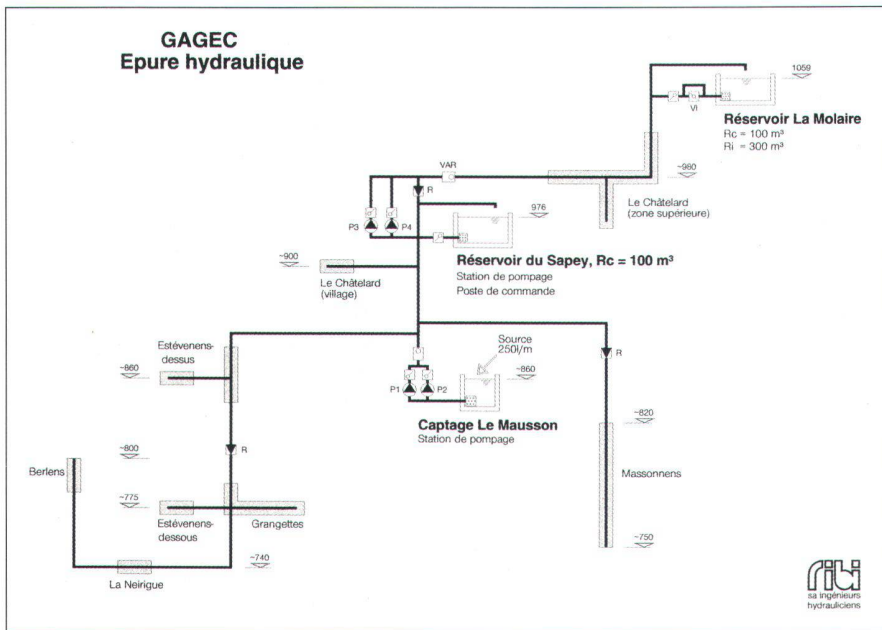 GAGEC
Epure hydraulique
1059
VI
Réservoir La Molaire
Rc = 100 m³
Ri = 300 m³
VAR
~980
R
Le Châtelard
(zone supérieure)
976
P3
P4
Réservoir du Sapey, Rc = 100 m³
Station de pompage
Poste de commande
~900
Le Châtelard
(village)
Source
250l/m
Estévenens-
dessus
R
~860
~860
P1
P2
Captage Le Mausson
Station de pompage
~820
R
~800
Berlens
Massonnens
~775
Estévenens-
dessous
Grangettes
~740
~750
La Neirigue
ribi
sa ingénieurs
hydrauliciens